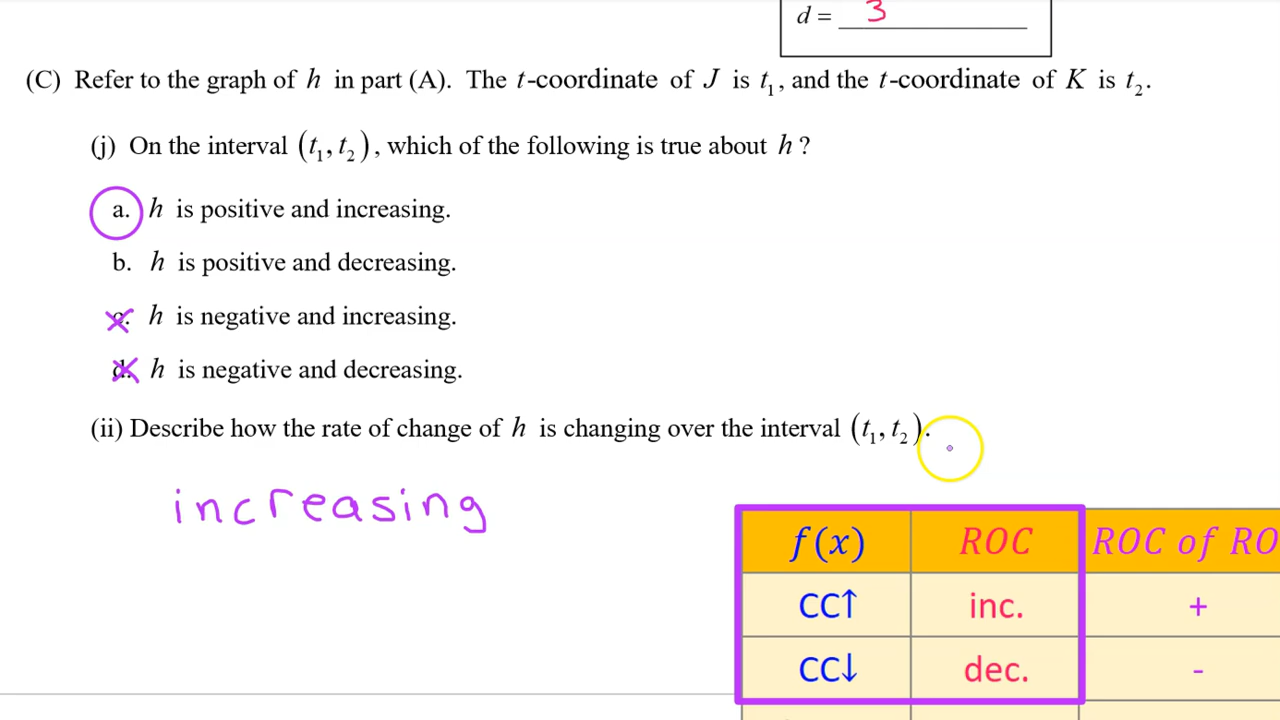 d = 3
(C) Refer to the graph of h in part (A). The t-coordinate of J is t₁, and the t-coordinate of K is t₂.
(j) On the interval (t₁, t₂), which of the following is true about h?
a. h is positive and increasing.
b. h is positive and decreasing.
c. h is negative and increasing.
d. h is negative and decreasing.
(ii) Describe how the rate of change of h is changing over the interval (t₁, t₂).
increasing
f(x) ROC ROC of RO
CC↑ inc. +
CC↓ dec. -